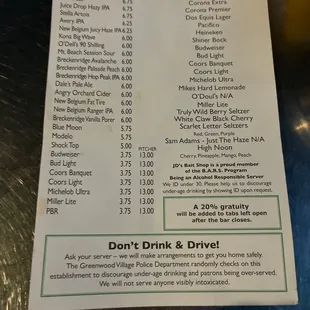 6.75
Juice Drop Hazy IPA 6.75
Stella Artois 6.75
Avery IPA 6.25
New Belgium Juicy Haze IPA 6.25
Kona Big Wave 6.00
O'Dell's 90 Shilling 6.00
Mt. Beach Session Sour 6.00
Breckenridge Avalanche 6.00
Breckenridge Palisade Peach 6.00
Breckenridge Hop Peak IPA 6.00
Dale's Pale Ale 6.00
Angry Orchard Cider 6.00
New Belgium Fat Tire 6.00
New Belgium Ranger IPA 6.00
Breckenridge Vanilla Porter 6.00
Blue Moon 5.75
Modelo 5.75
Shock Top 5.00 PITCHER
Budweiser 3.75 13.00
Bud Light 3.75 13.00
Coors Banquet 3.75 13.00
Coors Light 3.75 13.00
Michelob Ultra 3.75 13.00
Miller Lite 3.75 13.00
PBR 3.75 13.00
Corona Extra
Corona Premier
Dos Equis Lager
Pacifico
Heineken
Shiner Bock
Budweiser
Bud Light
Coors Banquet
Coors Light
Michelob Ultra
Mikes Hard Lemonade
O'Doul's N/A
Miller Lite
Truly Wild Berry Seltzer
White Claw Black Cherry
Scarlet Letter Seltzers
Red, Green, Purple
Sam Adams - Just The Haze N/A
High Noon
Cherry, Pineapple, Mango, Peach
JD's Bait Shop is a proud member
of the B.A.R.S. Program
Being an Alcohol Responsible Server
We ID under 30. Please help us discourage
underage drinking by showing ID upon request.
A 20% gratuity
will be added to tabs left open
after the bar closes.
Don't Drink & Drive!
Ask your server – we will make arrangements to get you home safely.
The Greenwood Village Police Department randomly checks on this
establishment to discourage under-age drinking and patrons being over-served.
We will not serve anyone visibly intoxicated.